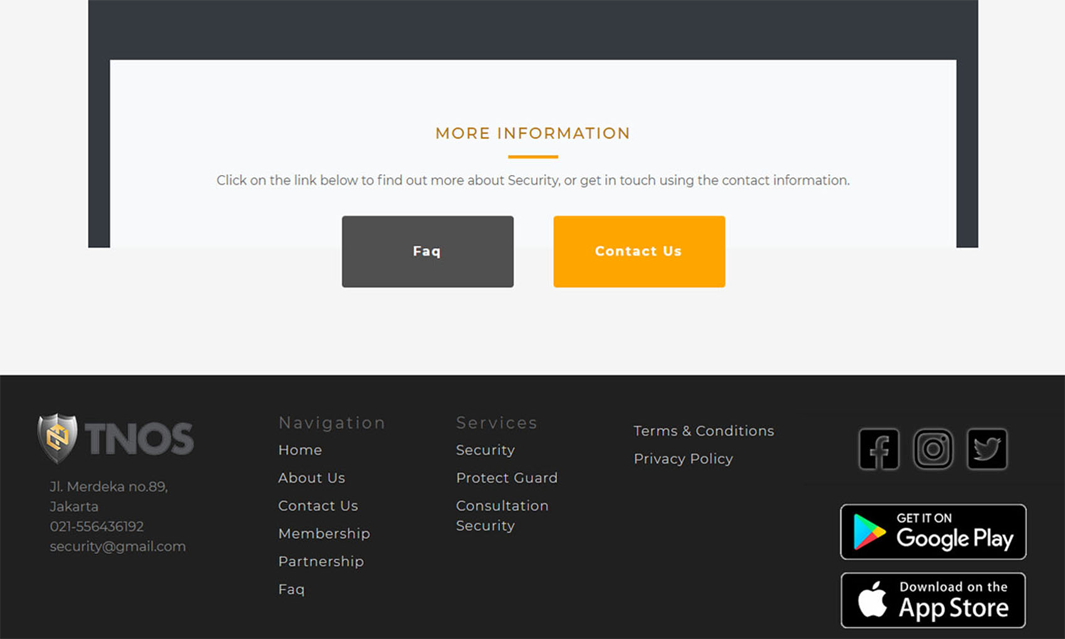 MORE INFORMATION
Click on the link below to find out more about Security, or get in touch using the contact information.
Faq
Contact Us
TNOS
Jl. Merdeka no.89,
Jakarta
021-556436192
security@gmail.com
Navigation
Home
About Us
Contact Us
Membership
Partnership
Faq
Services
Security
Protect Guard
Consultation
Security
Terms & Conditions
Privacy Policy
GET IT ON
Google Play
Download on the
App Store